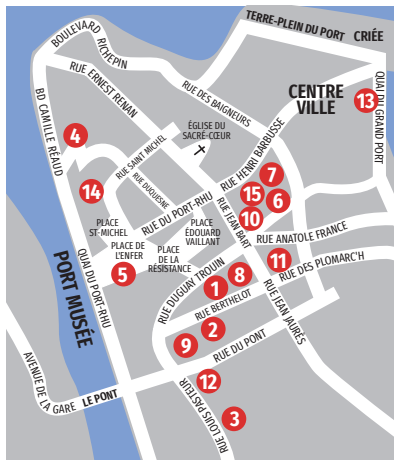 TERRE-PLEIN DU PORT
CRIÉE
BOULEVARD
RICHEPIN
RUE ERNEST RENAN
RUE DES BAIGNEURS
CENTRE
VILLE
QUAI DU GRAND PORT
13
BD CAMILLE RÉAUD
4
ÉGLISE DU
SACRÉ-CŒUR
RUE SAINT MICHEL
RUE HENRI BARBUSSE
7
14
RUE DUQUISNE
15
6
RUE DU PORT-RHU
RUE JEAN BART
10
PLACE
ST-MICHEL
PLACE
ÉDOUARD
VAILLANT
RUE ANATOLE FRANCE
PLACE DE
L'ENFER
PLACE
DE LA
RÉSISTANCE
11
5
PORT MUSÉE
QUAI DU PORT-RHU
RUE DUGUAY TROUIN
8
1
RUE DES PLOMARC'H
RUE BERTHELOT
2
9
RUE JEAN JAURÈS
RUE DU PONT
AVENUE DE LA GARE
LE PONT
12
RUE LOUIS PASTEUR
3